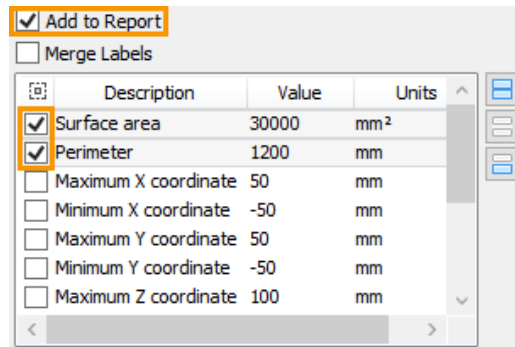 Add to Report
Merge Labels
Description Value Units
Surface area 30000 mm²
Perimeter 1200 mm
Maximum X coordinate 50 mm
Minimum X coordinate -50 mm
Maximum Y coordinate 50 mm
Minimum Y coordinate -50 mm
Maximum Z coordinate 100 mm